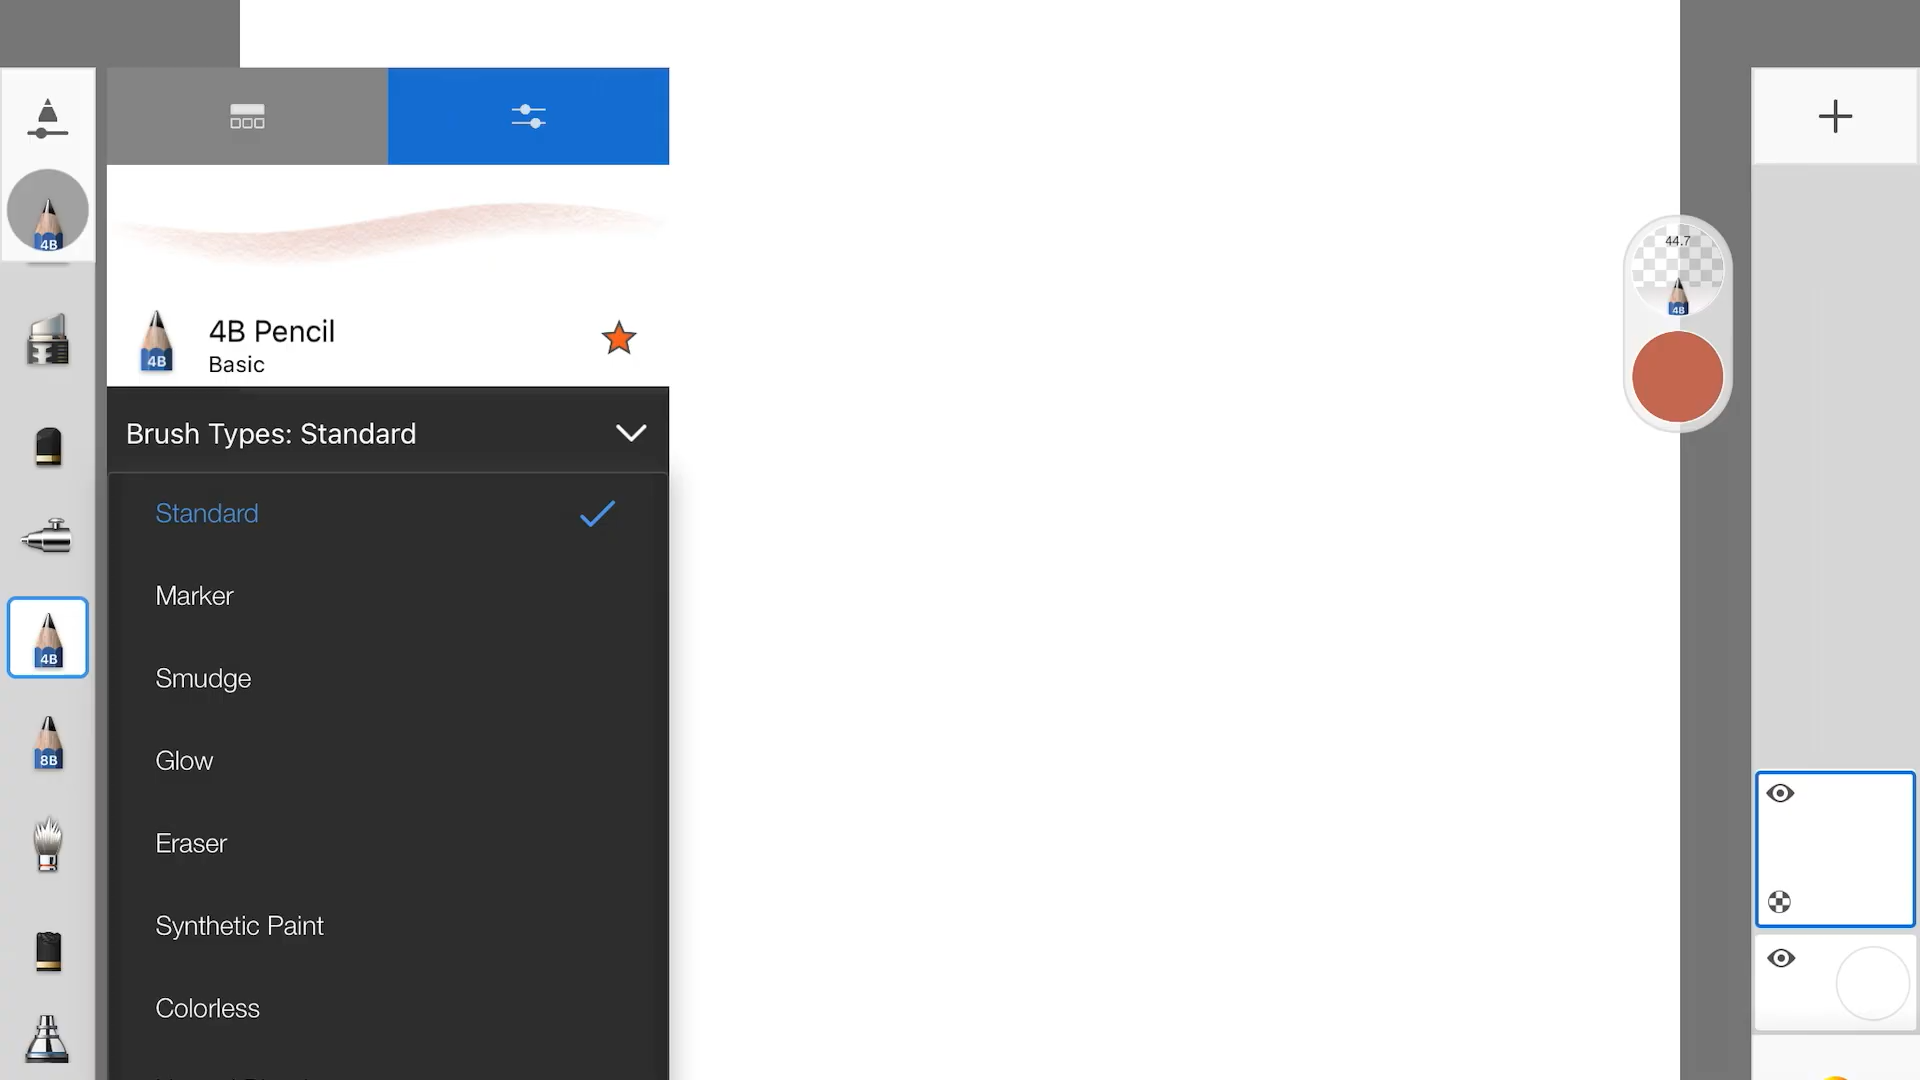 4B
44.7
4B
4B Pencil
Basic
4B
Brush Types: Standard
Standard
Marker
Smudge
4B
Glow
8B
Eraser
Synthetic Paint
Colorless